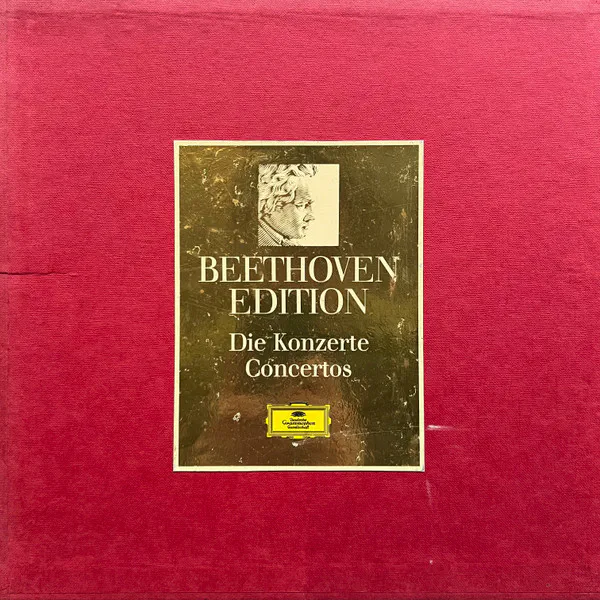 BEETHOVEN
EDITION
Die Konzerte
Concertos
Deutsche
Grammophon
Gesellschaft